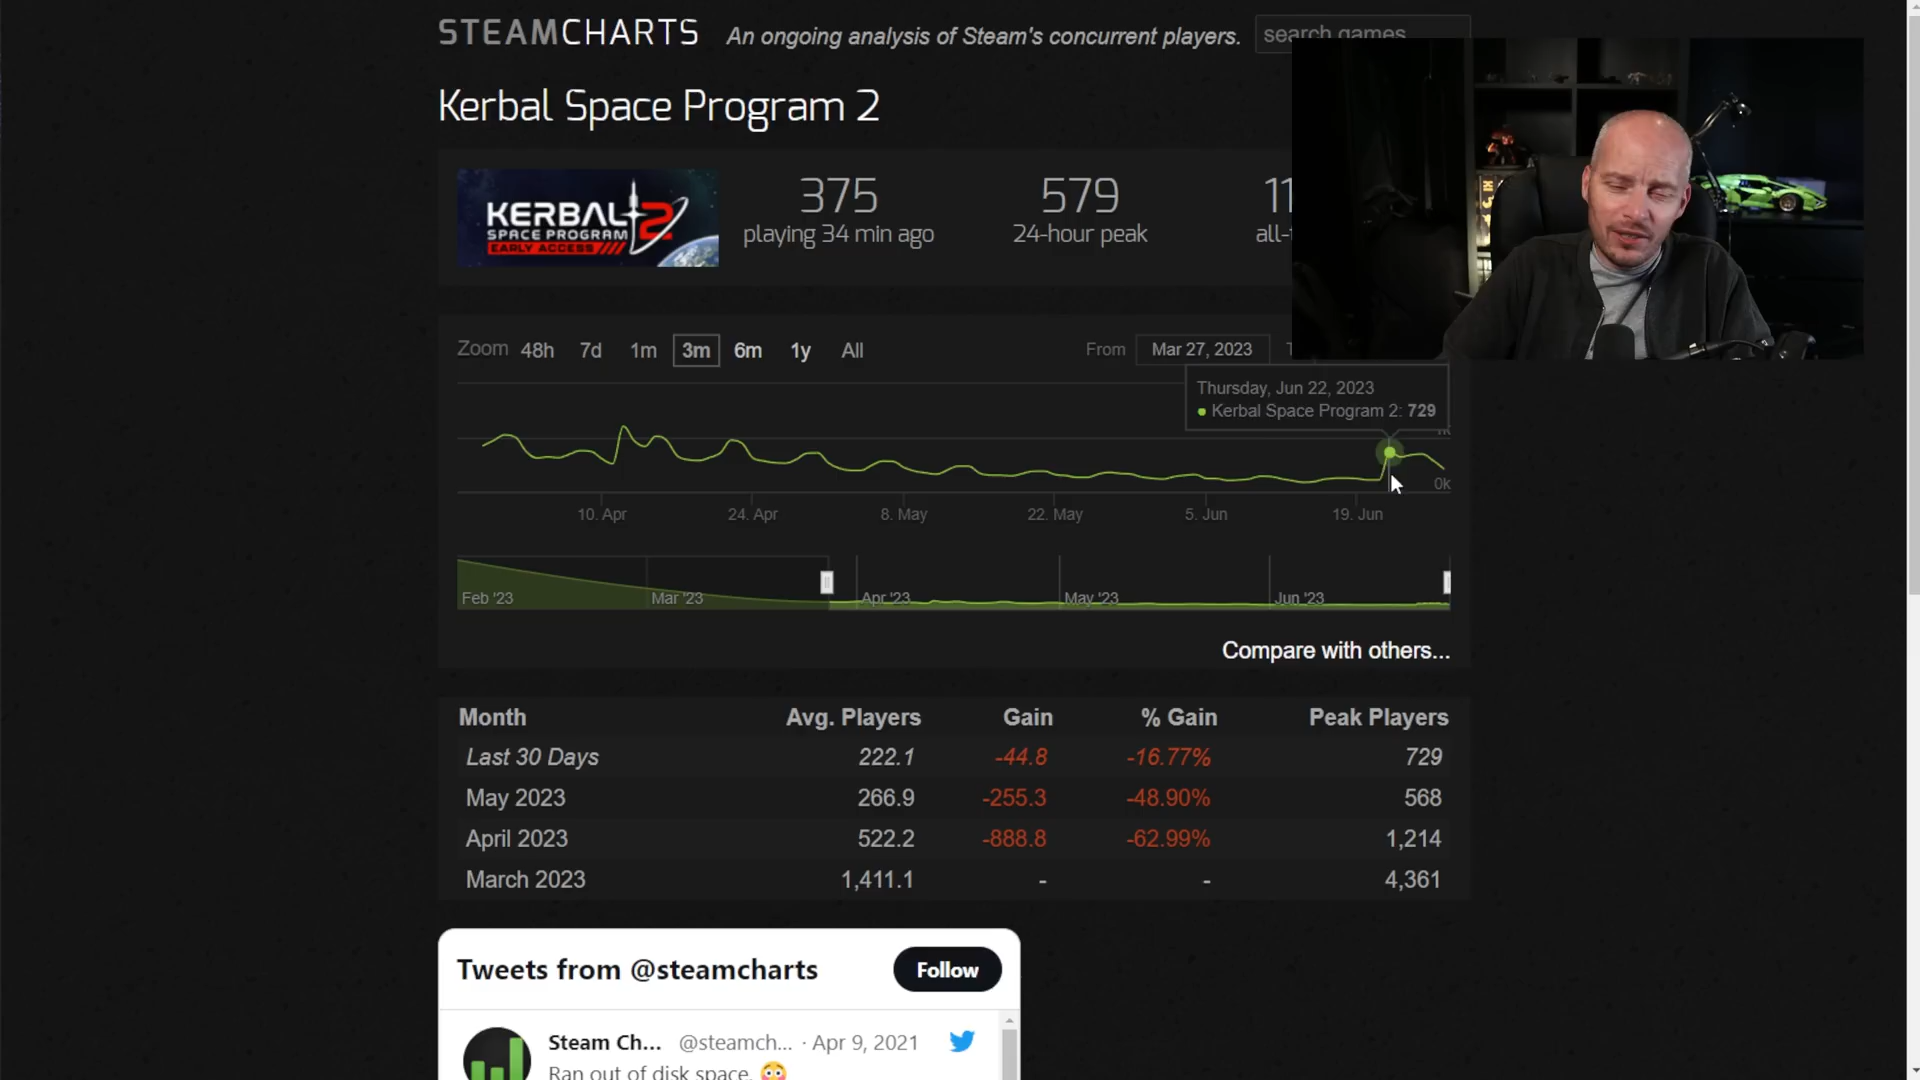 STEAMCHARTS An ongoing analysis of Steam's concurrent players. search games
Kerbal Space Program 2
KERBAL 2
SPACE PROGRAM
EARLY ACCESS
375
playing 34 min ago
579
24-hour peak
Zoom 48h 7d 1m 3m 6m 1y All From Mar 27, 2023
Thursday, Jun 22, 2023
Kerbal Space Program 2: 729
0k
10. Apr 24. Apr 8. May 22. May 5. Jun 19. Jun
Feb '23 Mar '23 Apr '23 May '23 Jun '23
Compare with others...
Month Avg. Players Gain % Gain Peak Players
Last 30 Days 222.1 -44.8 -16.77% 729
May 2023 266.9 -255.3 -48.90% 568
April 2023 522.2 -888.8 -62.99% 1,214
March 2023 1,411.1 - - 4,361
Tweets from @steamcharts Follow
Steam Ch... @steamch... · Apr 9, 2021
Ran out of disk space. 😳